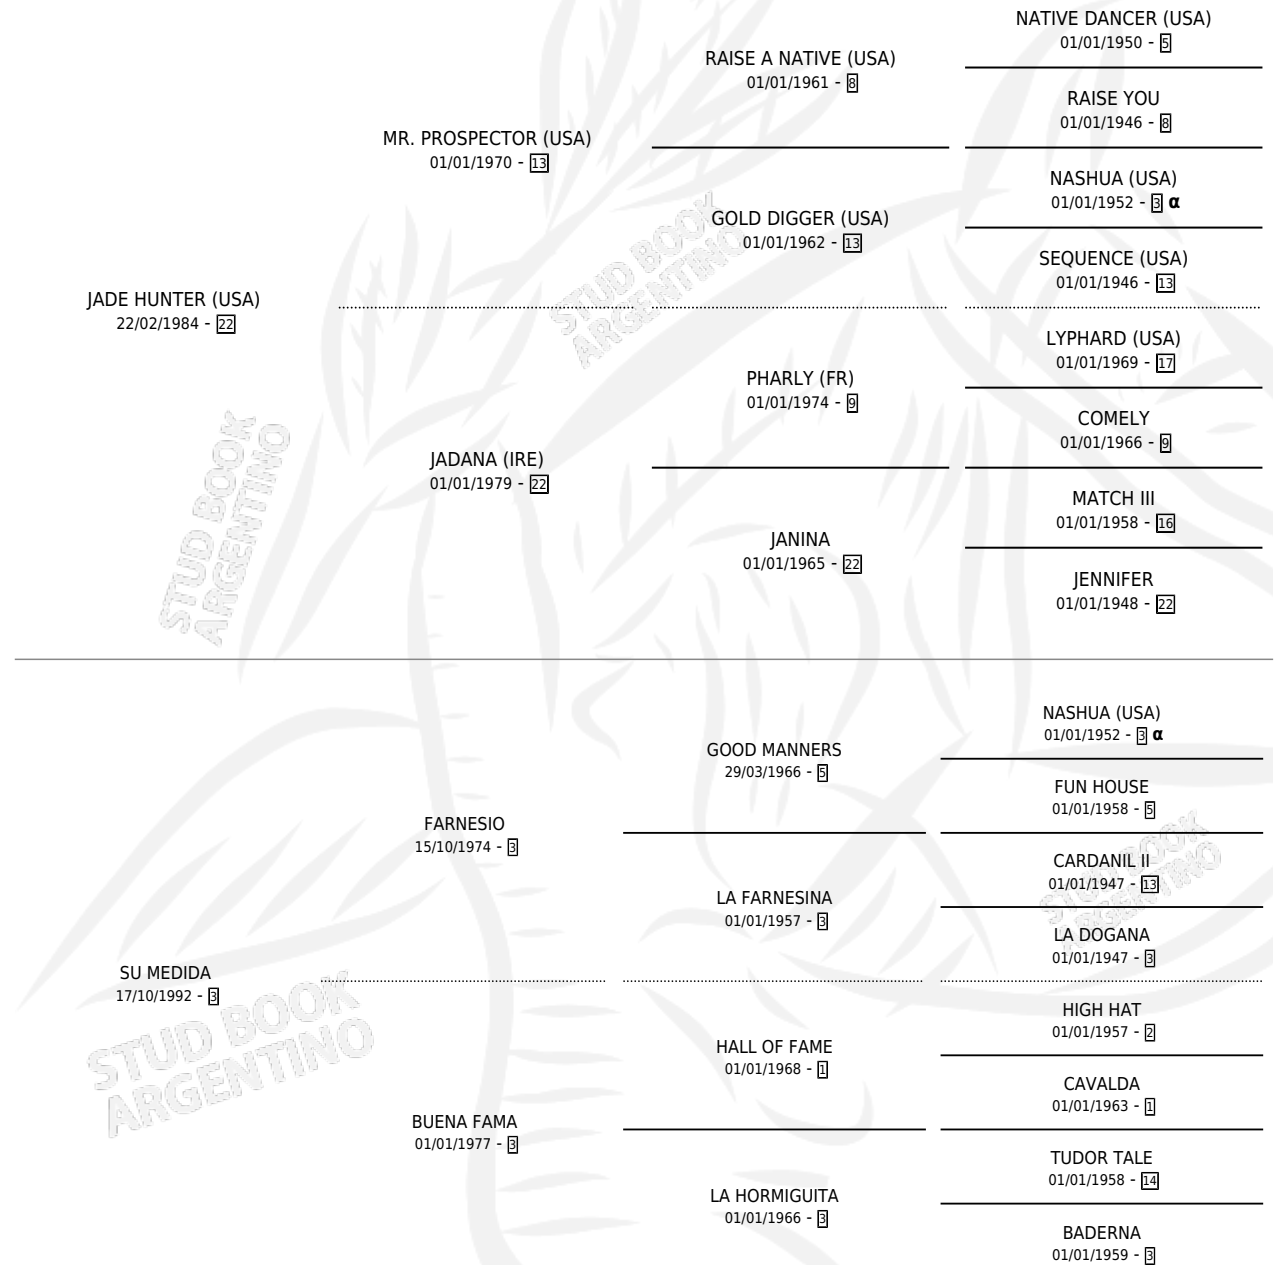 NATIVE DANCER (USA)
01/01/1950 - 5
RAISE A NATIVE (USA)
01/01/1961 - 8
RAISE YOU
01/01/1946 - 8
MR. PROSPECTOR (USA)
01/01/1970 - 13
NASHUA (USA)
01/01/1952 - 3 α
GOLD DIGGER (USA)
01/01/1962 - 13
SEQUENCE (USA)
01/01/1946 - 13
JADE HUNTER (USA)
22/02/1984 - 22
STUD BOOK
ARGENTINO
LYPHARD (USA)
01/01/1969 - 17
PHARLY (FR)
01/01/1974 - 9
COMELY
01/01/1966 - 9
JADANA (IRE)
01/01/1979 - 22
MATCH III
01/01/1958 - 16
JANINA
01/01/1965 - 22
JENNIFER
01/01/1948 - 22
STUD BOOK
ARGENTINO
NASHUA (USA)
01/01/1952 - 3 α
GOOD MANNERS
29/03/1966 - 5
FUN HOUSE
01/01/1958 - 5
FARNESIO
15/10/1974 - 3
CARDANIL II
01/01/1947 - 13
LA FARNESINA
01/01/1957 - 3
LA DOGANA
01/01/1947 - 3
STUD BOOK
ARGENTINO
SU MEDIDA
17/10/1992 - 3
HIGH HAT
01/01/1957 - 2
HALL OF FAME
01/01/1968 - 1
CAVALDA
01/01/1963 - 1
STUD BOOK
ARGENTINO
BUENA FAMA
01/01/1977 - 3
TUDOR TALE
01/01/1958 - 14
LA HORMIGUITA
01/01/1966 - 3
BADERNA
01/01/1959 - 3